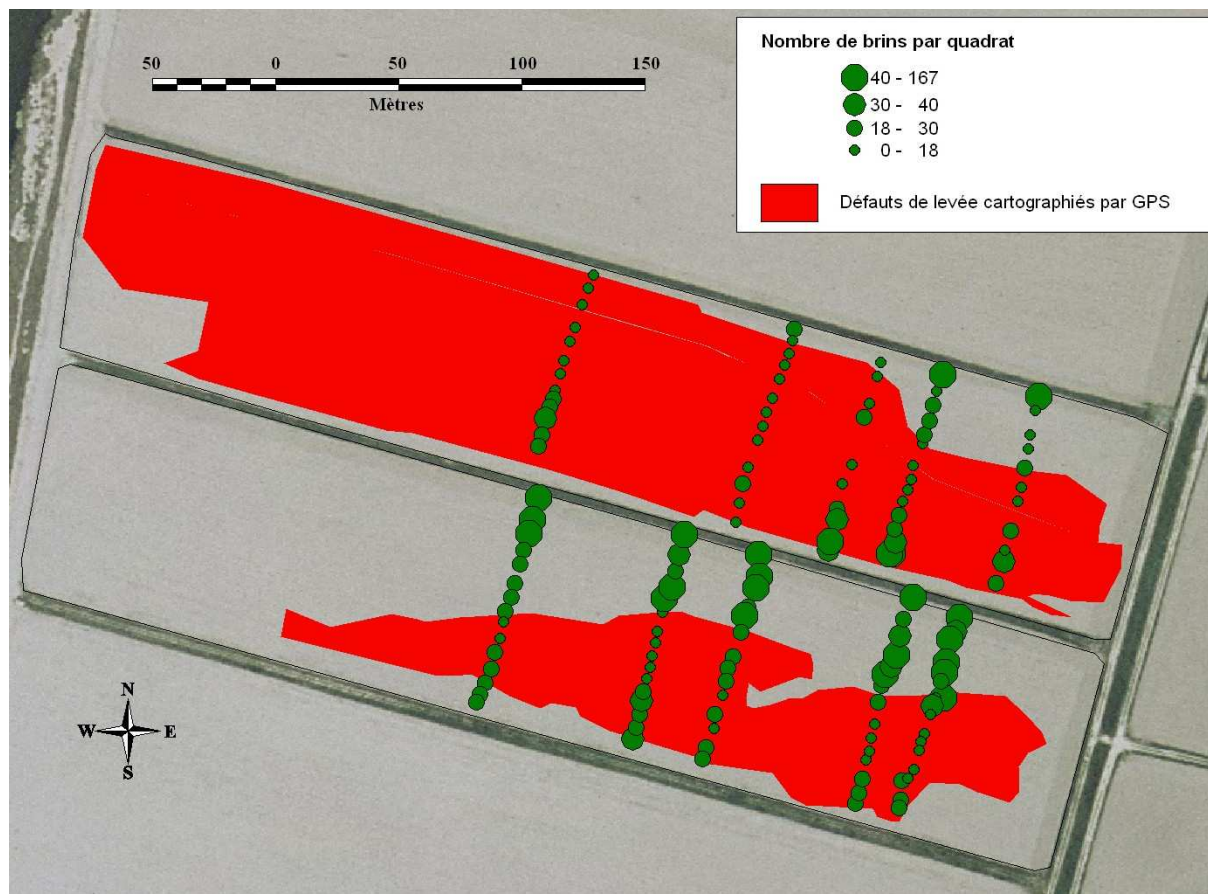 50 0 50 100 150
Mètres
Nombre de brins par quadrat
40 - 167
30 - 40
18 - 30
0 - 18
Défauts de levée cartographiés par GPS
N
W E
S